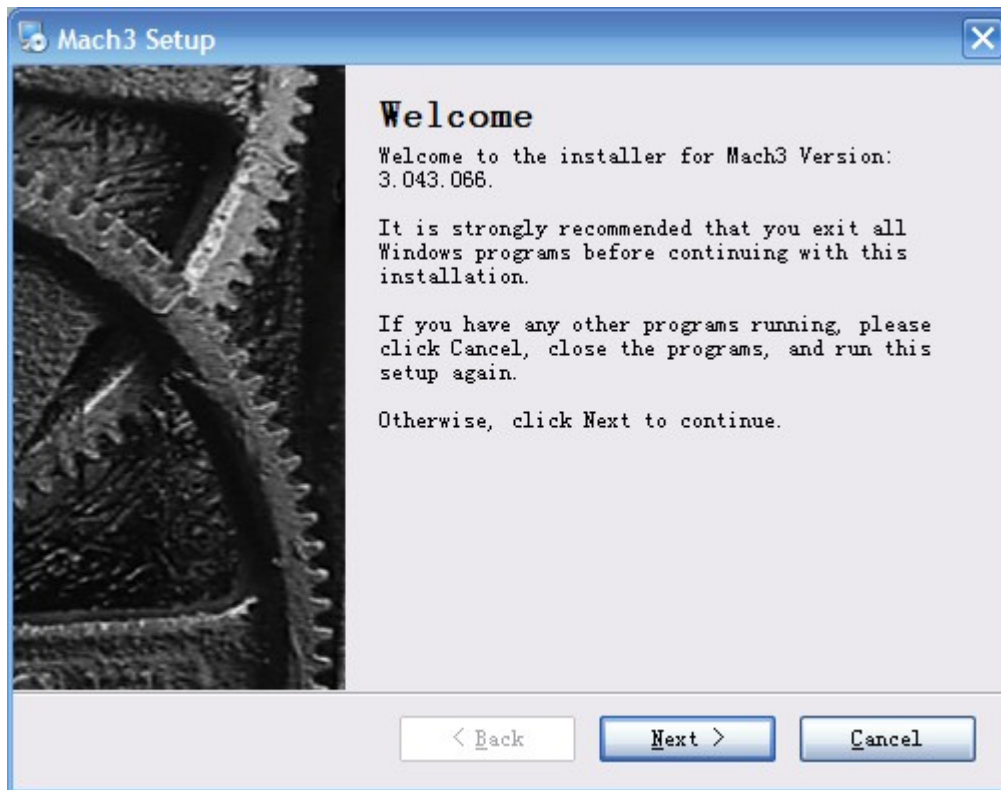 Mach3 Setup
Welcome
Welcome to the installer for Mach3 Version:
3.043.066.
It is strongly recommended that you exit all
Windows programs before continuing with this
installation.
If you have any other programs running, please
click Cancel, close the programs, and run this
setup again.
Otherwise, click Next to continue.
< Back
Next >
Cancel